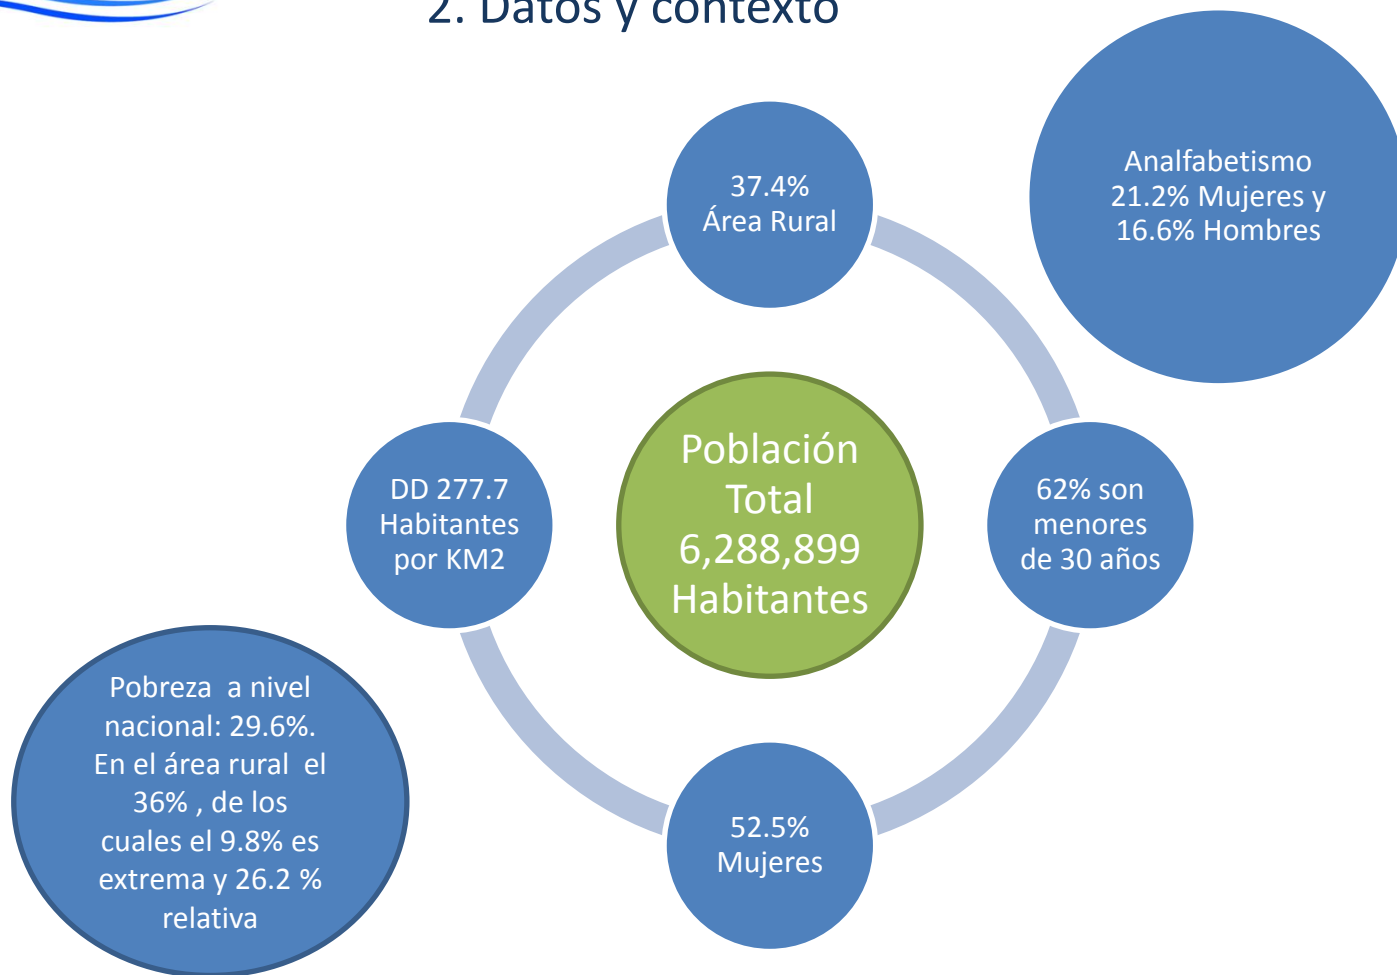 2. Datos y contexto
Analfabetismo
21.2% Mujeres y
16.6% Hombres
37.4%
Área Rural
Población
Total
6,288,899
Habitantes
DD 277.7
Habitantes
por KM2
62% son
menores
de 30 años
Pobreza a nivel
nacional: 29.6%.
En el área rural el
36% , de los
cuales el 9.8% es
extrema y 26.2 %
relativa
52.5%
Mujeres